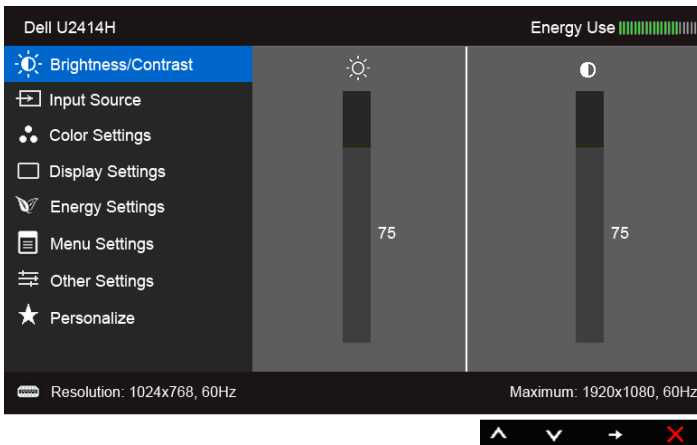 Dell U2414H
Energy Use
Brightness/Contrast
Input Source
Color Settings
Display Settings
Energy Settings
Menu Settings
Other Settings
Personalize
75
75
Resolution: 1024x768, 60Hz
Maximum: 1920x1080, 60Hz